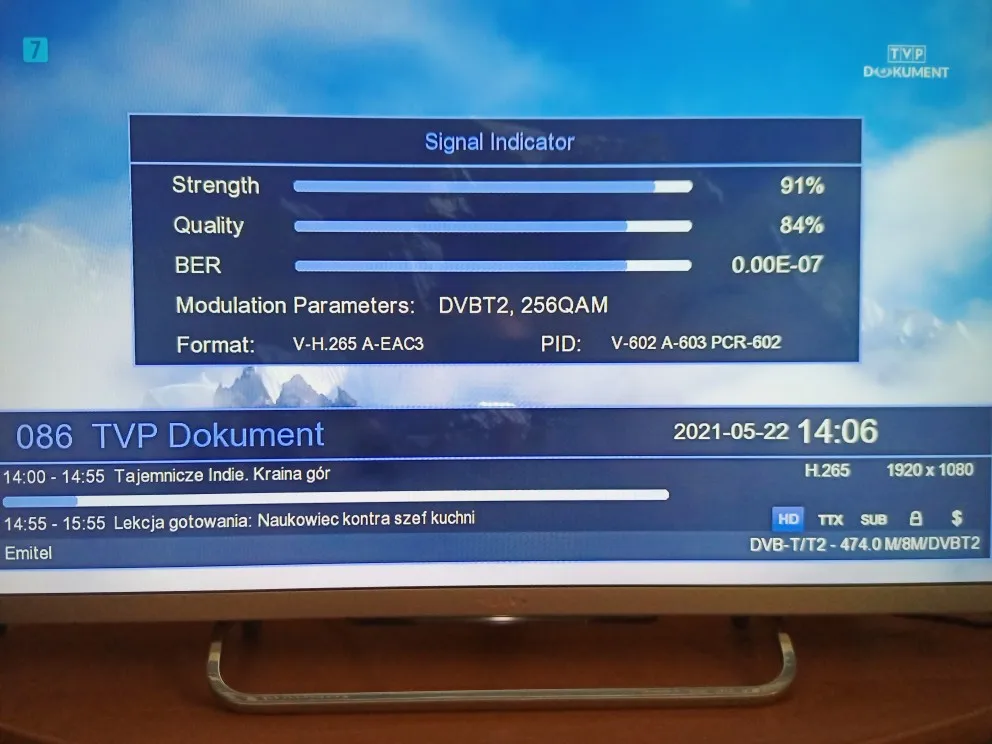 7
TVP
DOKUMENT
Signal Indicator
Strength 91%
Quality 84%
BER 0.00E-07
Modulation Parameters: DVBT2, 256QAM
Format: V-H.265 A-EAC3 PID: V-602 A-603 PCR-602
086 TVP Dokument 2021-05-22 14:06
14:00 - 14:55 Tajemnicze Indie. Kraina gór H.265 1920 x 1080
14:55 - 15:55 Lekcja gotowania: Naukowiec kontra szef kuchni HD TTX SUB $
Emitel DVB-T/T2 - 474.0 M/8M/DVBT2